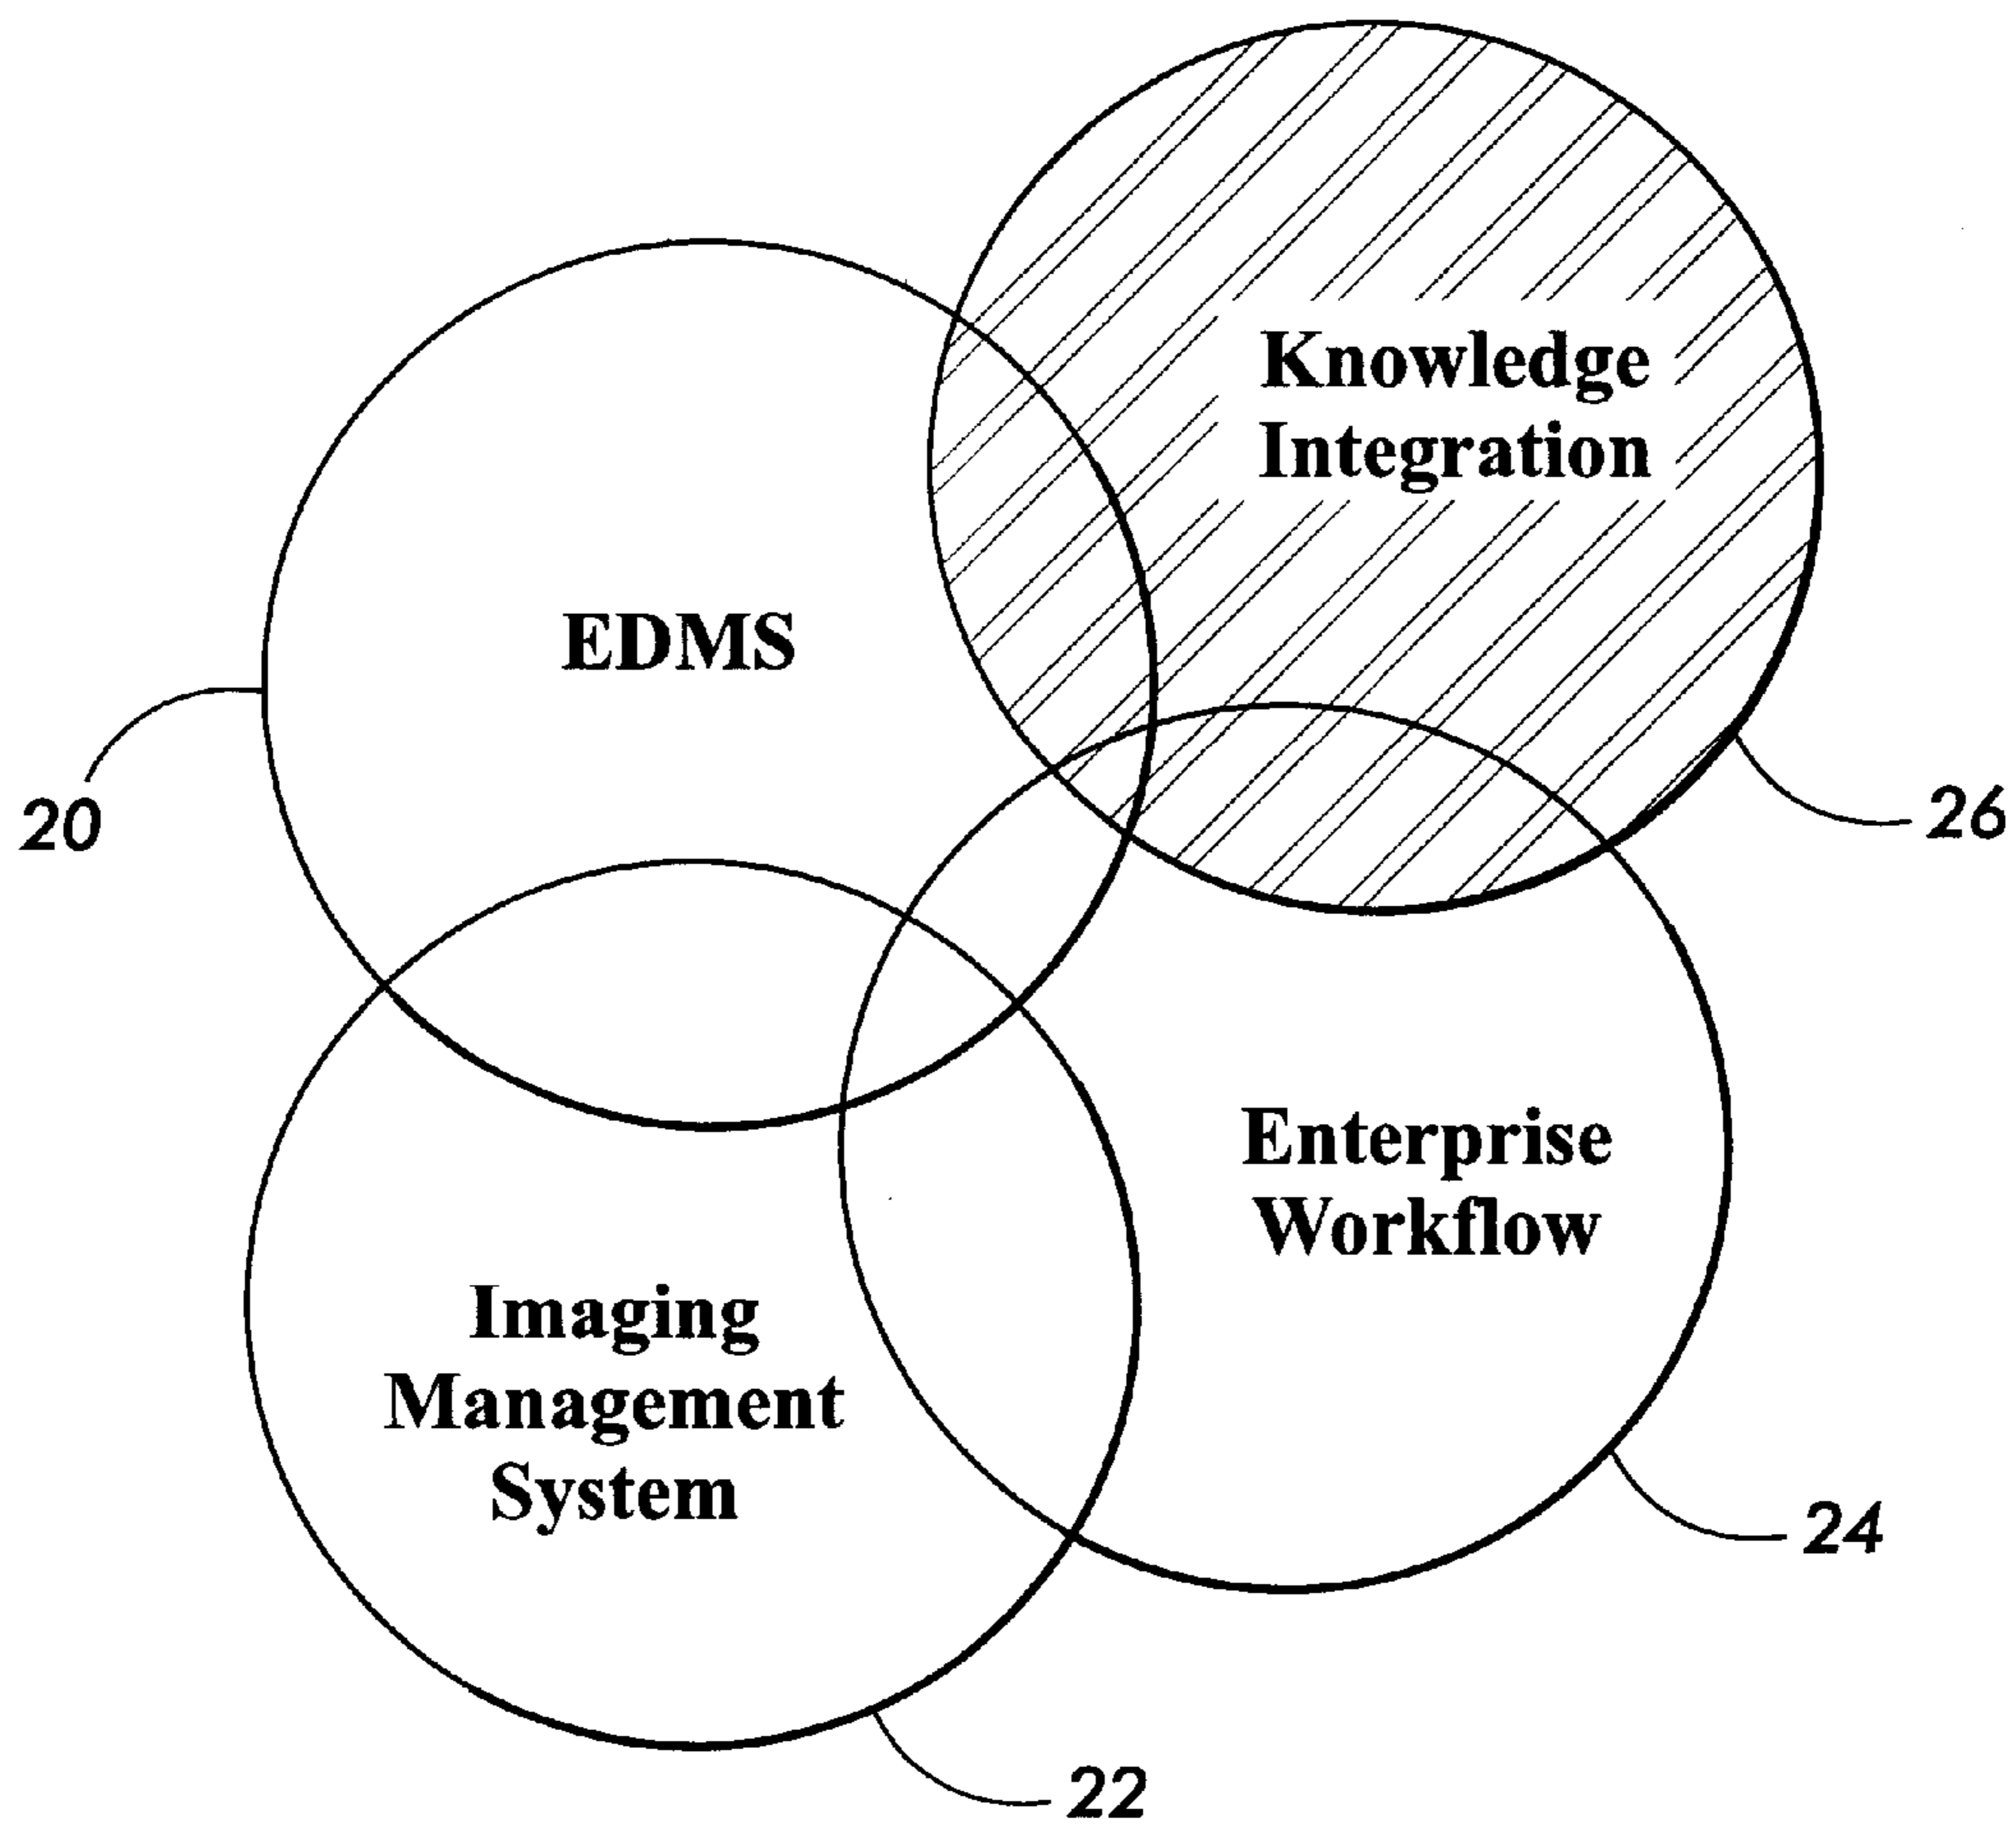 Knowledge
Integration
EDMS
20
26
Enterprise
Workflow
Imaging
Management
System
24
22